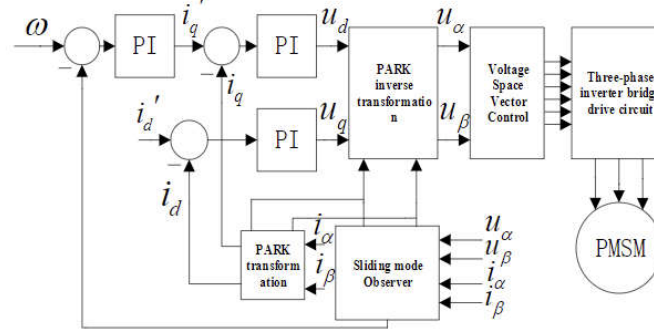 ω
PI
i_q'
PI
u_d
PARK
inverse
transformatio
n
u_α
Voltage
Space
Vector
Control
Three-phase
inverter bridge
drive circuit
i_q
i_d'
PI
u_q
u_β
i_d
PARK
transform
ation
i_α
i_β
Sliding mode
Observer
u_α
u_β
i_α
i_β
PMSM